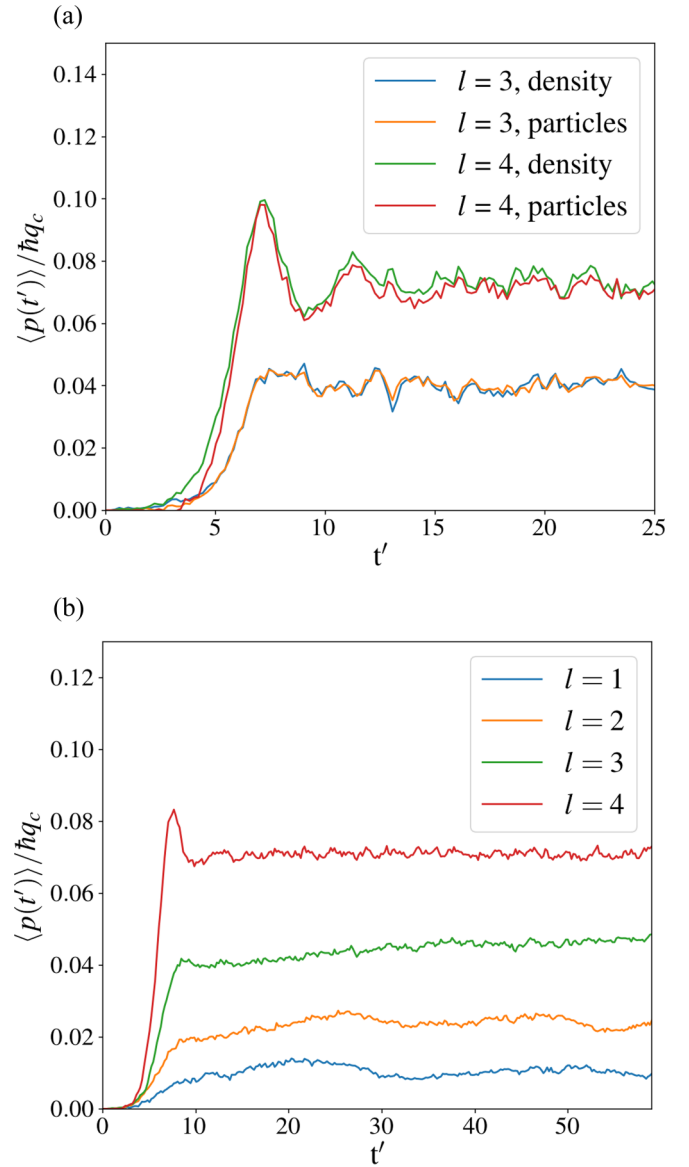 (a)
0.14
0.12
0.10
0.08
0.06
0.04
0.02
0.00
⟨p(t′)⟩/ħq_c
l = 3, density
l = 3, particles
l = 4, density
l = 4, particles
0 5 10 15 20 25
t′
(b)
0.12
0.10
0.08
0.06
0.04
0.02
0.00
⟨p(t′)⟩/ħq_c
l = 1
l = 2
l = 3
l = 4
0 10 20 30 40 50
t′